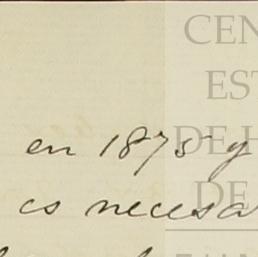 CEN
EST
en 1875 y
DE H
es necesa
DE